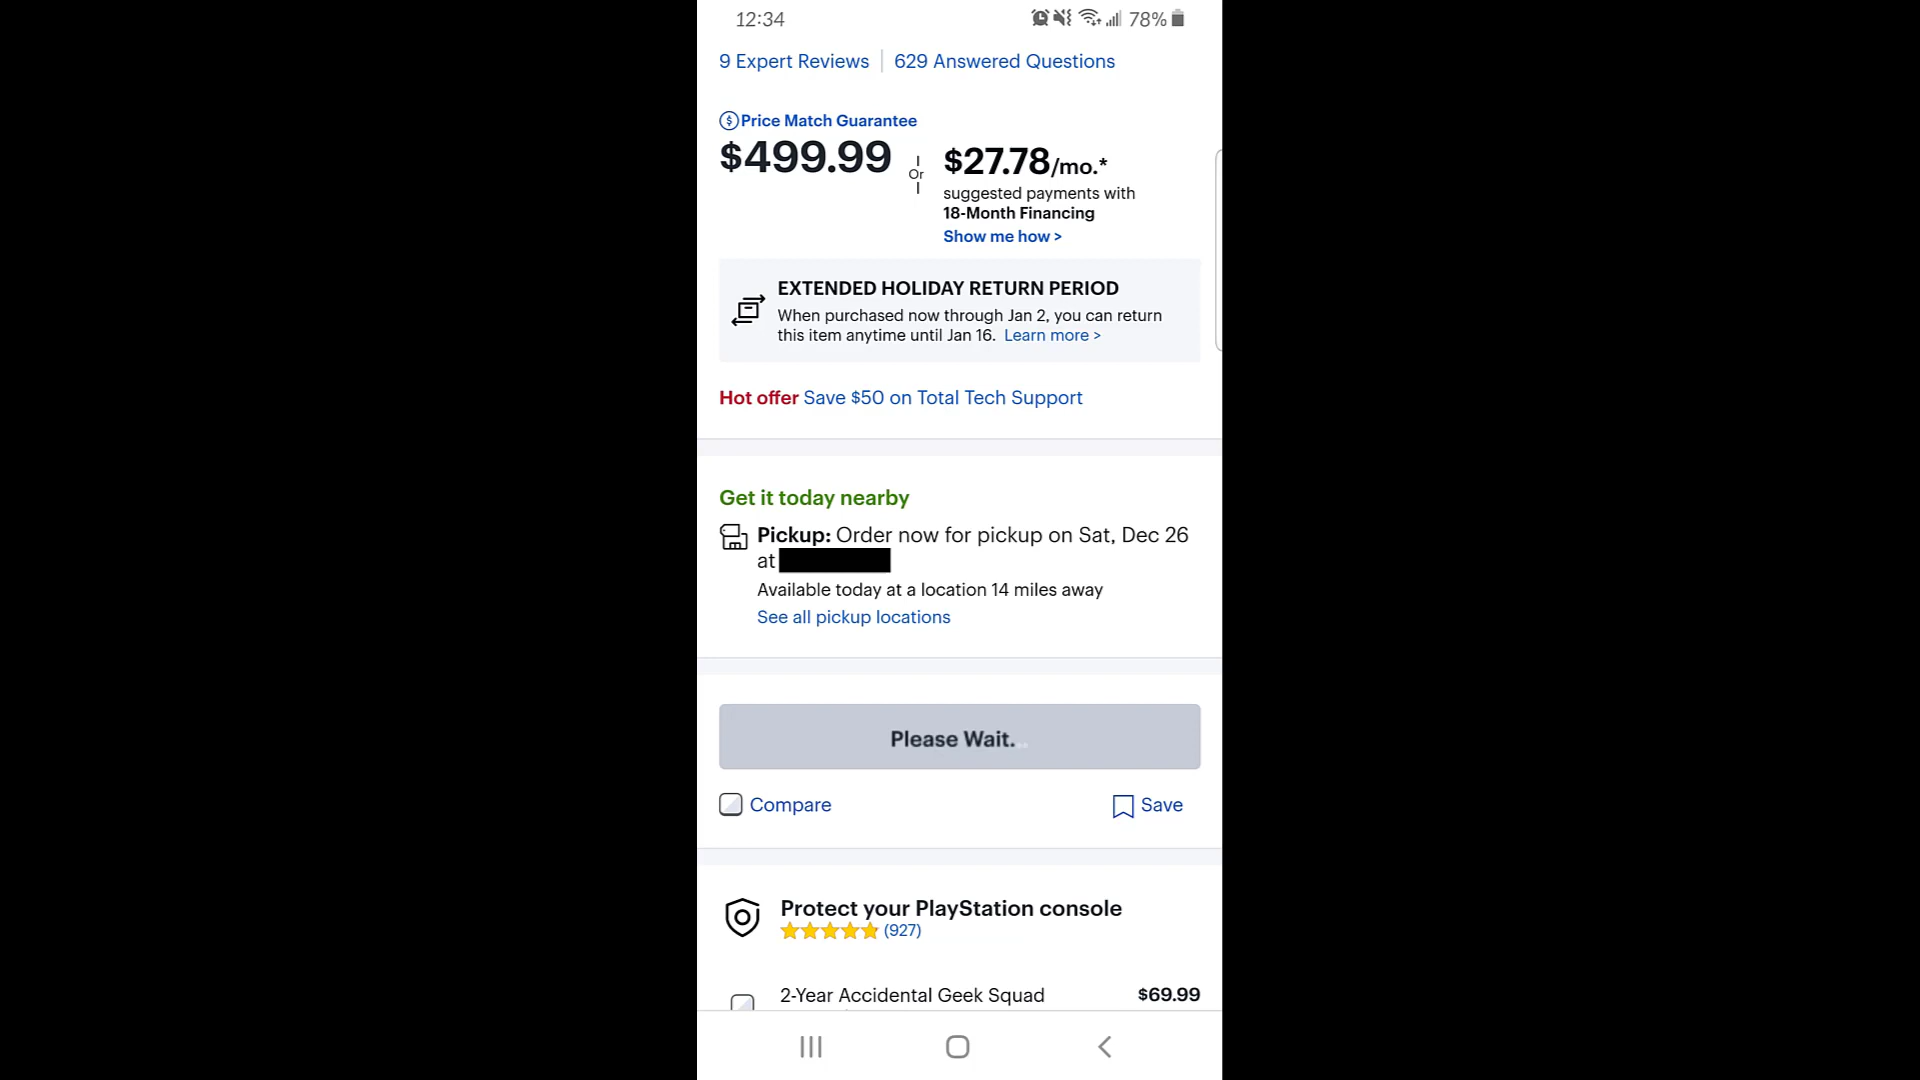 12:34
78%
9 Expert Reviews
629 Answered Questions
Price Match Guarantee
$499.99
Or
$27.78/mo.*
suggested payments with
18-Month Financing
Show me how >
EXTENDED HOLIDAY RETURN PERIOD
When purchased now through Jan 2, you can return
this item anytime until Jan 16. Learn more >
Hot offer Save $50 on Total Tech Support
Get it today nearby
Pickup: Order now for pickup on Sat, Dec 26
at
Available today at a location 14 miles away
See all pickup locations
Please Wait.
Compare
Save
Protect your PlayStation console
(927)
2-Year Accidental Geek Squad
$69.99